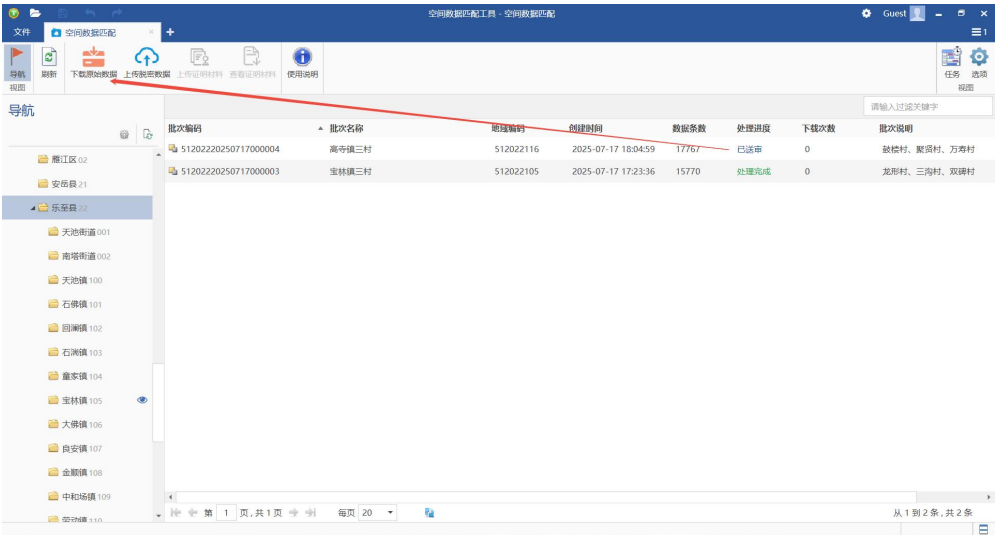 空间数据匹配工具 - 空间数据匹配
Guest
文件
空间数据匹配
1
导航
刷新
下载原始数据
上传脱密数据
上传证明材料
查看证明材料
使用说明
任务
选项
视图
视图
导航
请输入过滤关键字
批次编码 批次名称 地域编码 创建时间 数据条数 处理进度 下载次数 批次说明
51202220250717000004 高寺镇三村 512022116 2025-07-17 18:04:59 17767 已送审 0 鼓楼村、聚贤村、万寿村
51202220250717000003 宝林镇三村 512022105 2025-07-17 17:23:36 15770 处理完成 0 龙形村、三沟村、双碑村
雁江区 02
安岳县 21
乐至县 22
天池街道 001
南塔街道 002
天池镇 100
石佛镇 101
回澜镇 102
石湍镇 103
童家镇 104
宝林镇 105
大佛镇 106
良安镇 107
金顺镇 108
中和场镇 109
劳动镇 110
第 1 页,共1页 每页 20
从1到2条,共2条